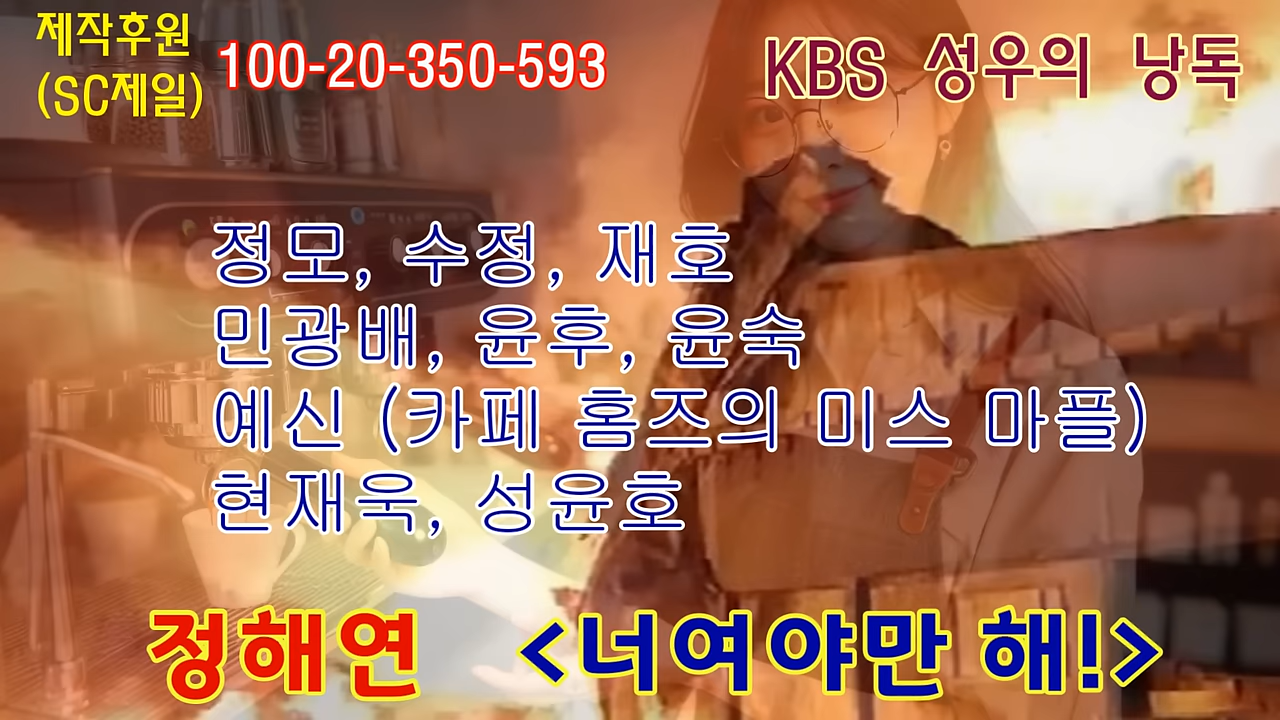 제작후원
(SC제일)
100-20-350-593
KBS 성우의 낭독
정모, 수정, 재호
민광배, 윤후, 윤숙
예신 (카페 홈즈의 미스 마플)
현재욱, 성윤호
정해연 <너여야만 해!>